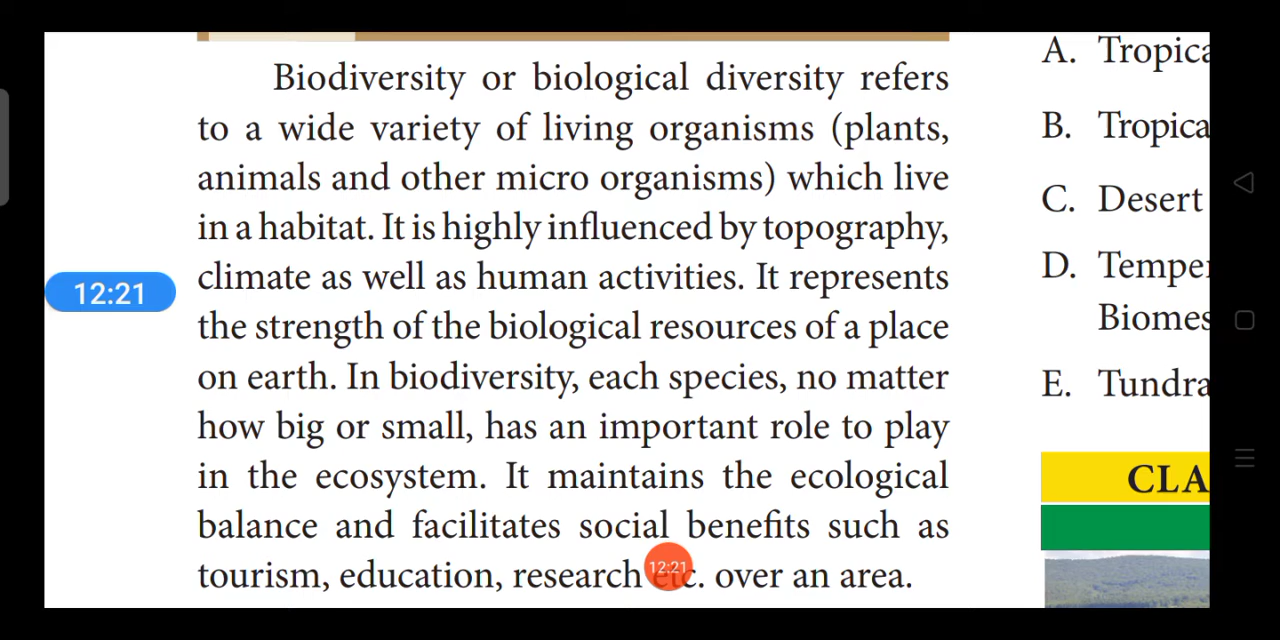 Biodiversity or biological diversity refers
to a wide variety of living organisms (plants,
animals and other micro organisms) which live
in a habitat. It is highly influenced by topography,
climate as well as human activities. It represents
the strength of the biological resources of a place
on earth. In biodiversity, each species, no matter
how big or small, has an important role to play
in the ecosystem. It maintains the ecological
balance and facilitates social benefits such as
tourism, education, research etc. over an area.
12:21
12:21
A. Tropica
B. Tropica
C. Desert
D. Temper
Biomes
E. Tundra
CLA